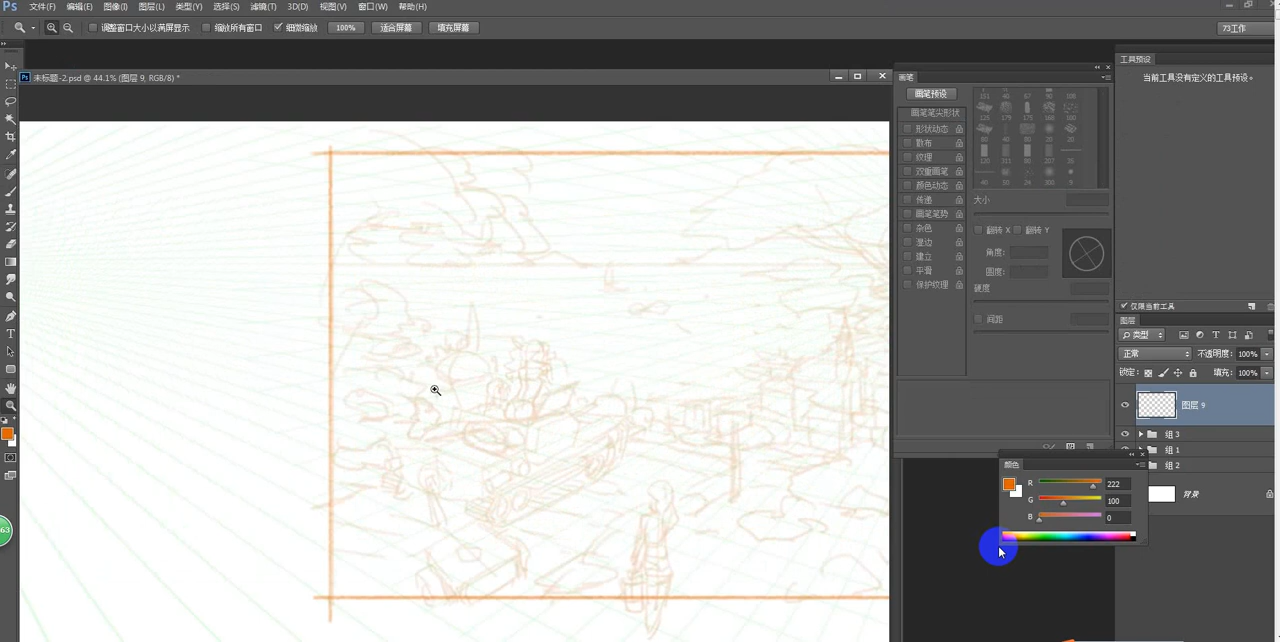 Ps 文件(F) 编辑(E) 图像(I) 图层(L) 类型(Y) 选择(S) 滤镜(T) 3D(D) 视图(V) 窗口(W) 帮助(H)
调整窗口大小以满屏显示 缩放所有窗口 细微缩放 100% 适合屏幕 填充屏幕 73工作
未标题-2.psd @ 44.1% (图层 9, RGB/8) *
画笔
画笔预设
画笔笔尖形状
形状动态
散布
纹理
双重画笔
颜色动态
传递
画笔笔势
杂色
湿边
建立
平滑
保护纹理
大小
翻转 X 翻转 Y
角度:
圆度:
硬度
间距
工具预设
当前工具没有定义的工具预设。
仅限当前工具
图层
类型
正常 不透明度: 100%
锁定: 填充: 100%
图层 9
组 3
组 1
组 2
背景
颜色
R 222
G 100
B 0
63